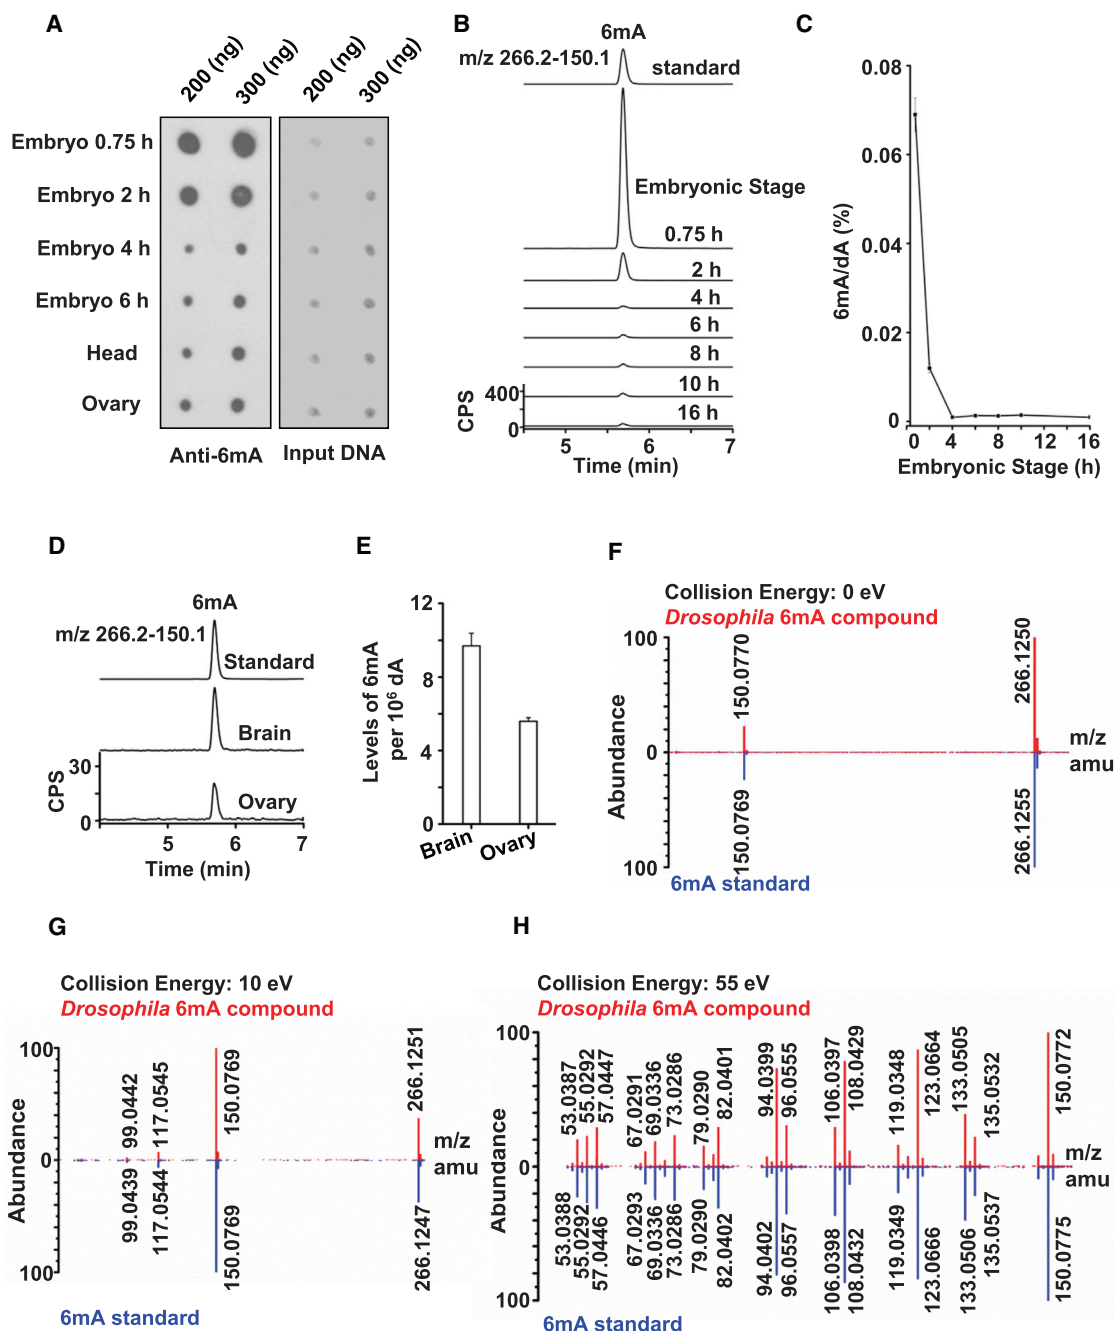 A
200 (ng)
300 (ng)
200 (ng)
300 (ng)
Embryo 0.75 h
Embryo 2 h
Embryo 4 h
Embryo 6 h
Head
Ovary
Anti-6mA
Input DNA
B
6mA
m/z 266.2-150.1
standard
Embryonic Stage
0.75 h
2 h
4 h
6 h
8 h
10 h
16 h
400
0
CPS
5
6
7
Time (min)
C
0.08
0.06
0.04
0.02
0
6mA/dA (%)
0
4
8
12
16
Embryonic Stage (h)
D
6mA
m/z 266.2-150.1
Standard
Brain
Ovary
30
0
CPS
5
6
7
Time (min)
E
12
8
4
0
Levels of 6mA
per 10⁶ dA
Brain
Ovary
F
Collision Energy: 0 eV
Drosophila 6mA compound
100
0
100
Abundance
150.0770
266.1250
150.0769
266.1255
m/z
amu
6mA standard
G
Collision Energy: 10 eV
Drosophila 6mA compound
100
0
100
Abundance
99.0442
117.0545
150.0769
266.1251
99.0439
117.0544
150.0769
266.1247
m/z
amu
6mA standard
H
Collision Energy: 55 eV
Drosophila 6mA compound
100
0
100
Abundance
53.0387
55.0292
57.0447
67.0291
69.0336
73.0286
79.0290
82.0401
94.0399
96.0555
106.0397
108.0429
119.0348
123.0664
133.0505
135.0532
150.0772
53.0388
55.0292
57.0446
67.0293
69.0336
73.0286
79.0290
82.0402
94.0402
96.0557
106.0398
108.0432
119.0349
123.0666
133.0506
135.0537
150.0775
m/z
amu
6mA standard